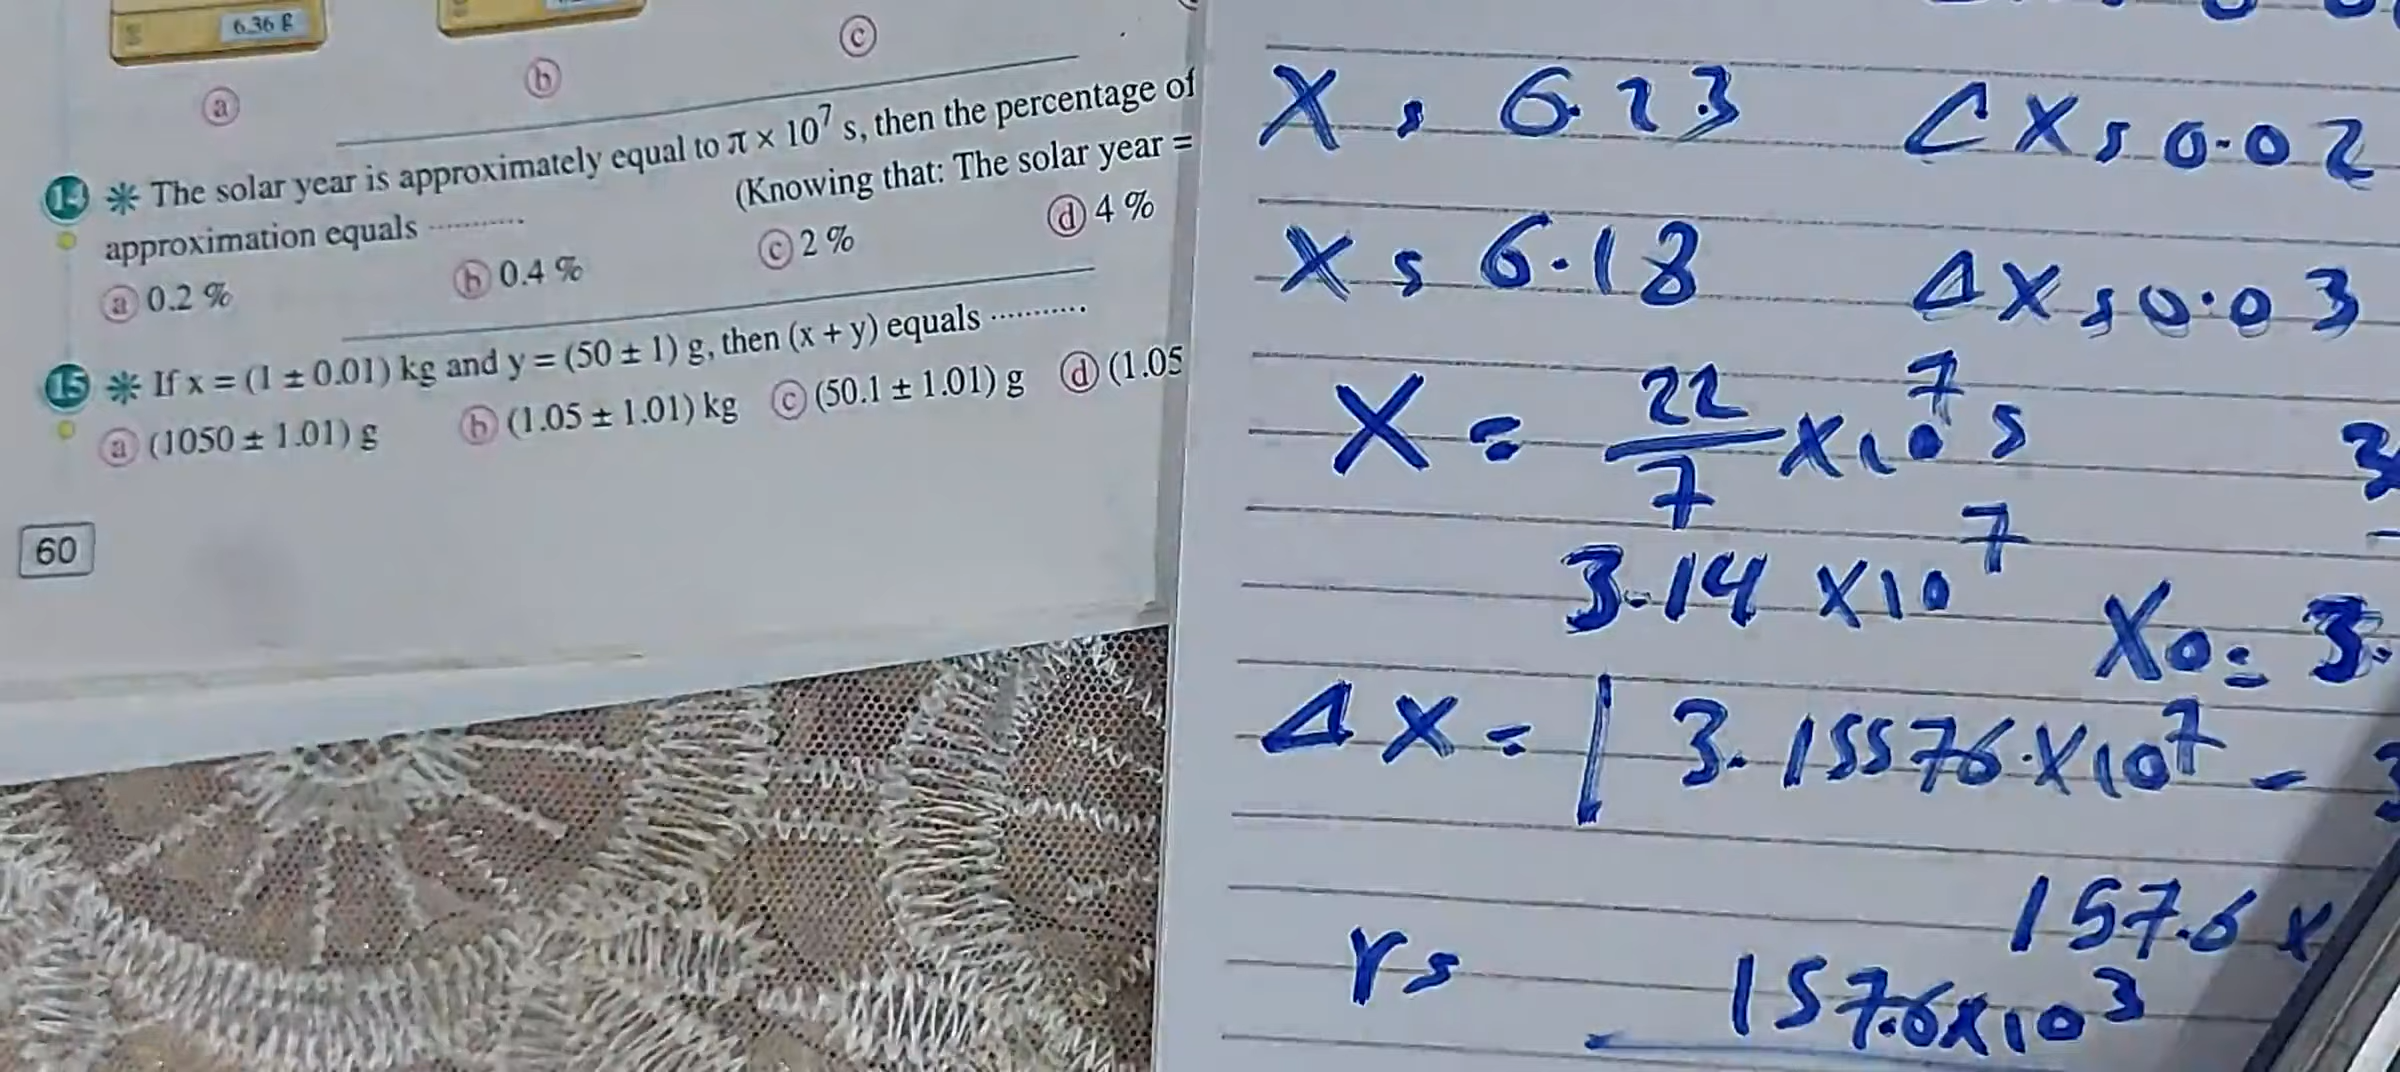 6.36 g
a
b
c
14 * The solar year is approximately equal to π × 10⁷ s, then the percentage of
approximation equals ............ (Knowing that: The solar year =
a 0.2 % b 0.4 % c 2 % d 4 %
15 * If x = (1 ± 0.01) kg and y = (50 ± 1) g, then (x + y) equals ............
a (1050 ± 1.01) g b (1.05 ± 1.01) kg c (50.1 ± 1.01) g d (1.05
60
X = 6.23 ΔX = 0.02
X = 6.18 ΔX = 0.03
X = 22/7 × 10⁷ s
3.14 × 10⁷
X0 = 3.
ΔX = | 3.15576 × 10⁷ -
157.6 ×
r = 157.6 × 10³